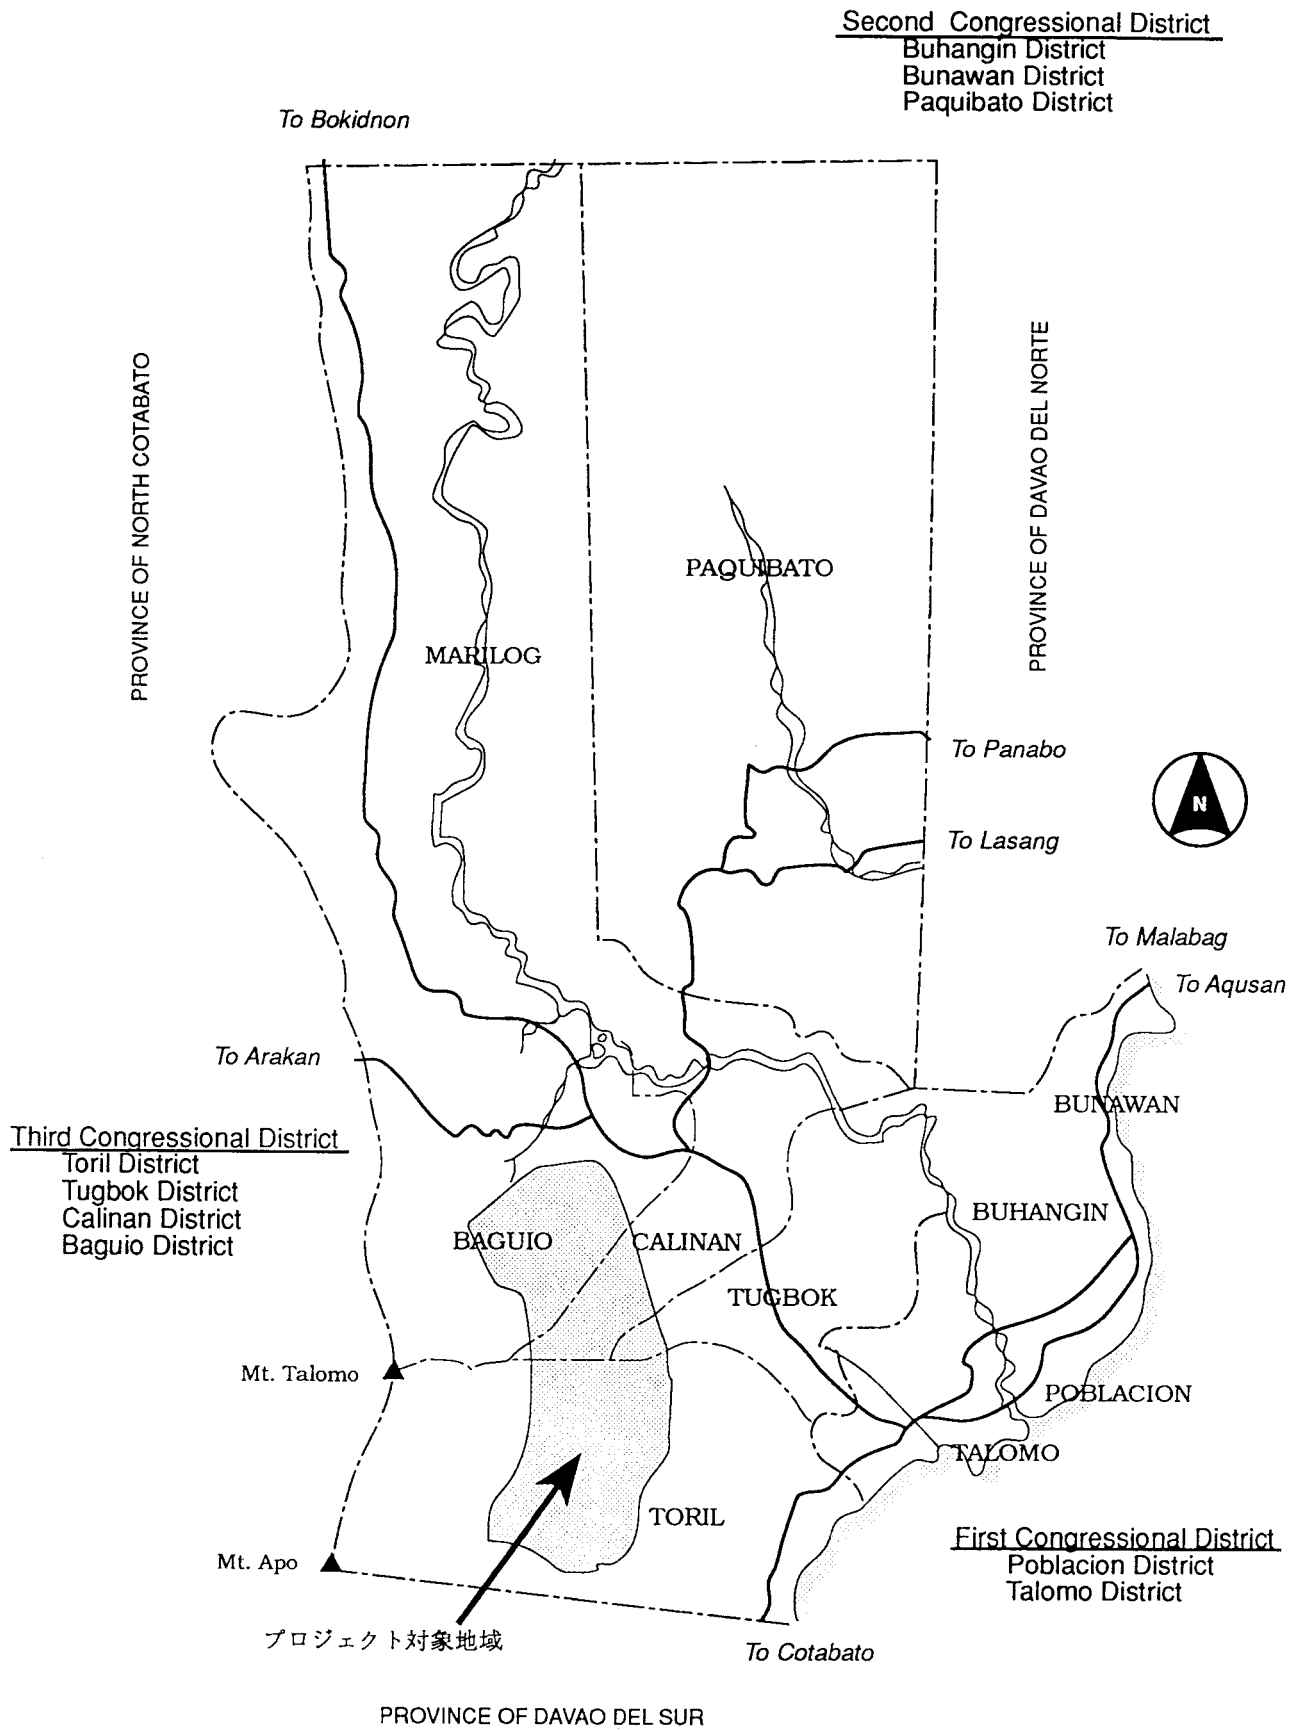 Second Congressional District
Buhangin District
Bunawan District
Paquibato District
To Bokidnon
PROVINCE OF NORTH COTABATO
PROVINCE OF DAVAO DEL NORTE
PAQUIBATO
MARILOG
To Panabo
N
To Lasang
To Malabag
To Aqusan
To Arakan
BUNAWAN
Third Congressional District
Toril District
Tugbok District
Calinan District
Baguio District
BUHANGIN
BAGUIO
CALINAN
TUGBOK
Mt. Talomo
POBLACION
TALOMO
TORIL
First Congressional District
Poblacion District
Talomo District
Mt. Apo
プロジェクト対象地域
To Cotabato
PROVINCE OF DAVAO DEL SUR